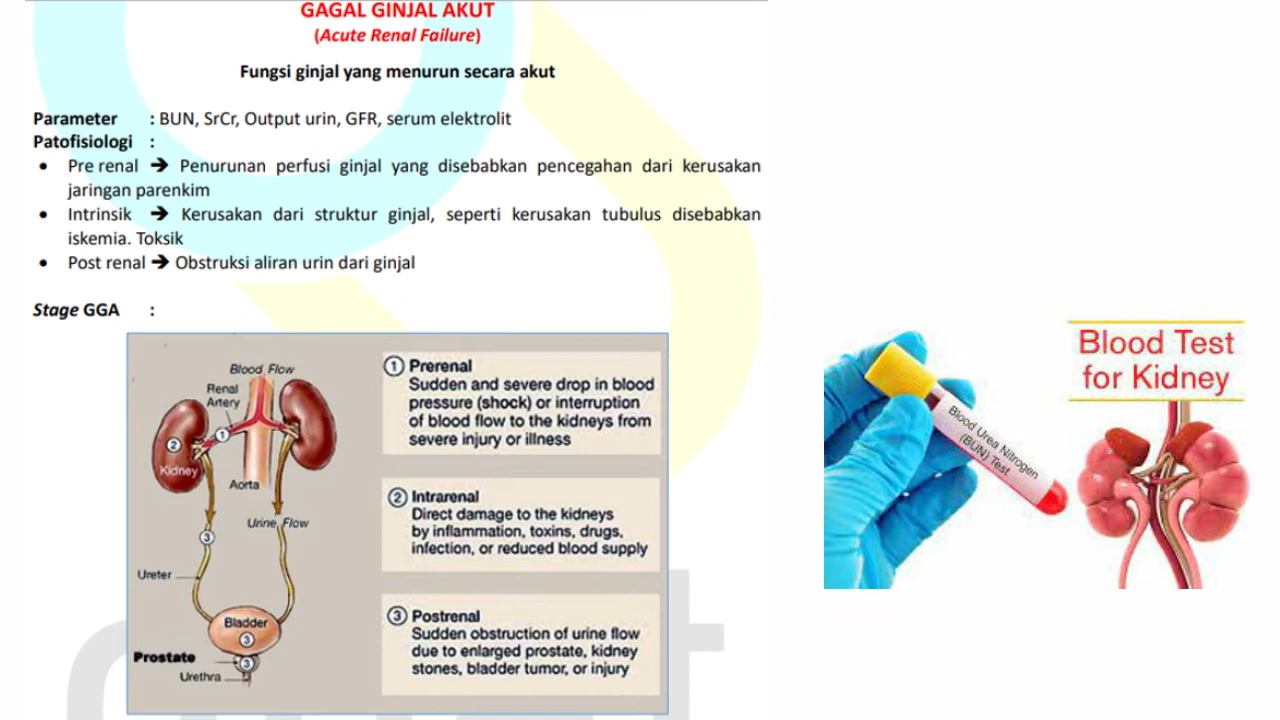 GAGAL GINJAL AKUT
(Acute Renal Failure)
Fungsi ginjal yang menurun secara akut
Parameter : BUN, SrCr, Output urin, GFR, serum elektrolit
Patofisiologi :
• Pre renal ➔ Penurunan perfusi ginjal yang disebabkan pencegahan dari kerusakan
jaringan parenkim
• Intrinsik ➔ Kerusakan dari struktur ginjal, seperti kerusakan tubulus disebabkan
iskemia. Toksik
• Post renal ➔ Obstruksi aliran urin dari ginjal
Stage GGA :
Blood Flow
Renal
Artery
1
2
Kidney
Aorta
Urine Flow
3
Ureter
Bladder
3
Prostate
3
Urethra
1 Prerenal
Sudden and severe drop in blood
pressure (shock) or interruption
of blood flow to the kidneys from
severe injury or illness
2 Intrarenal
Direct damage to the kidneys
by inflammation, toxins, drugs,
infection, or reduced blood supply
3 Postrenal
Sudden obstruction of urine flow
due to enlarged prostate, kidney
stones, bladder tumor, or injury
Blood Urea Nitrogen
(BUN) Test
Blood Test
for Kidney